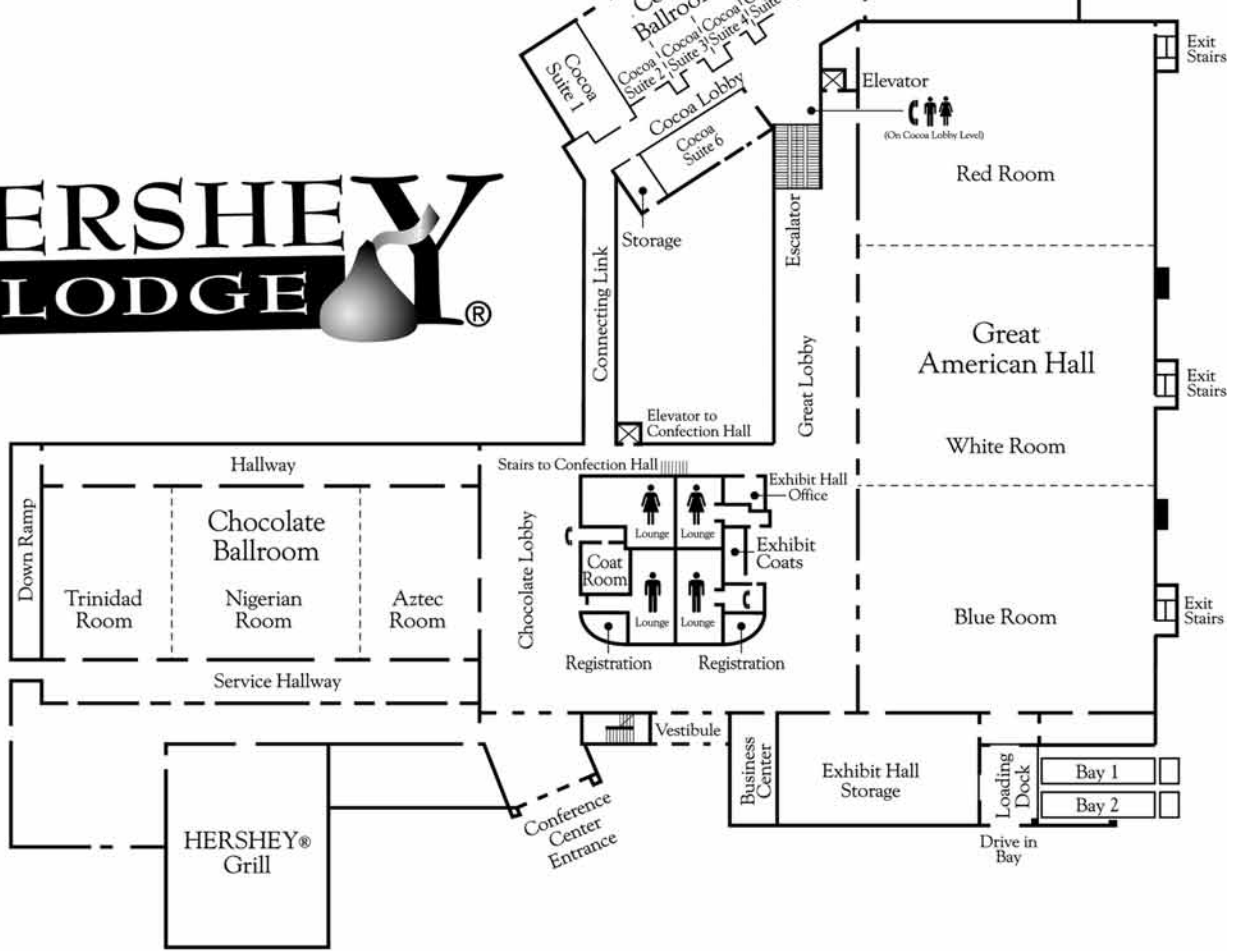 Ballroom
Cocoa
Suite 1
Cocoa
Suite 2
Cocoa
Suite 3
Cocoa
Suite 4
Cocoa
Suite
Cocoa Lobby
Cocoa
Suite 6
Storage
Elevator
(On Cocoa Lobby Level)
Exit
Stairs
Red Room
Escalator
ERSHEY
LODGE
®
Connecting Link
Great Lobby
Great
American Hall
Exit
Stairs
Elevator to
Confection Hall
White Room
Hallway
Stairs to Confection Hall
Exhibit Hall
Office
Down Ramp
Chocolate
Ballroom
Trinidad
Room
Nigerian
Room
Aztec
Room
Chocolate Lobby
Lounge
Lounge
Coat
Room
Exhibit
Coats
Lounge
Lounge
Registration
Registration
Blue Room
Exit
Stairs
Service Hallway
Vestibule
Business
Center
Exhibit Hall
Storage
Loading
Dock
Bay 1
Bay 2
Drive in
Bay
Conference
Center
Entrance
HERSHEY®
Grill